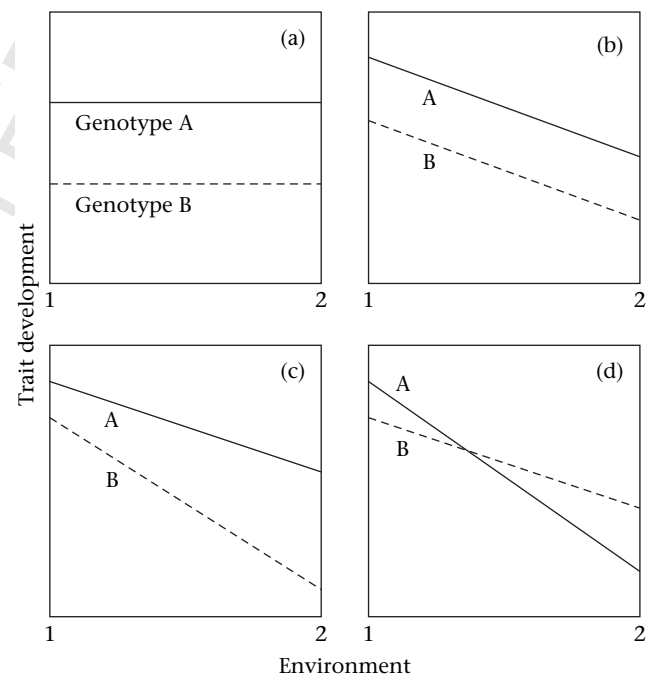 (a)
Genotype A
Genotype B
1
2
(b)
A
B
1
2
Trait development
(c)
A
B
1
2
(d)
A
B
1
2
Environment